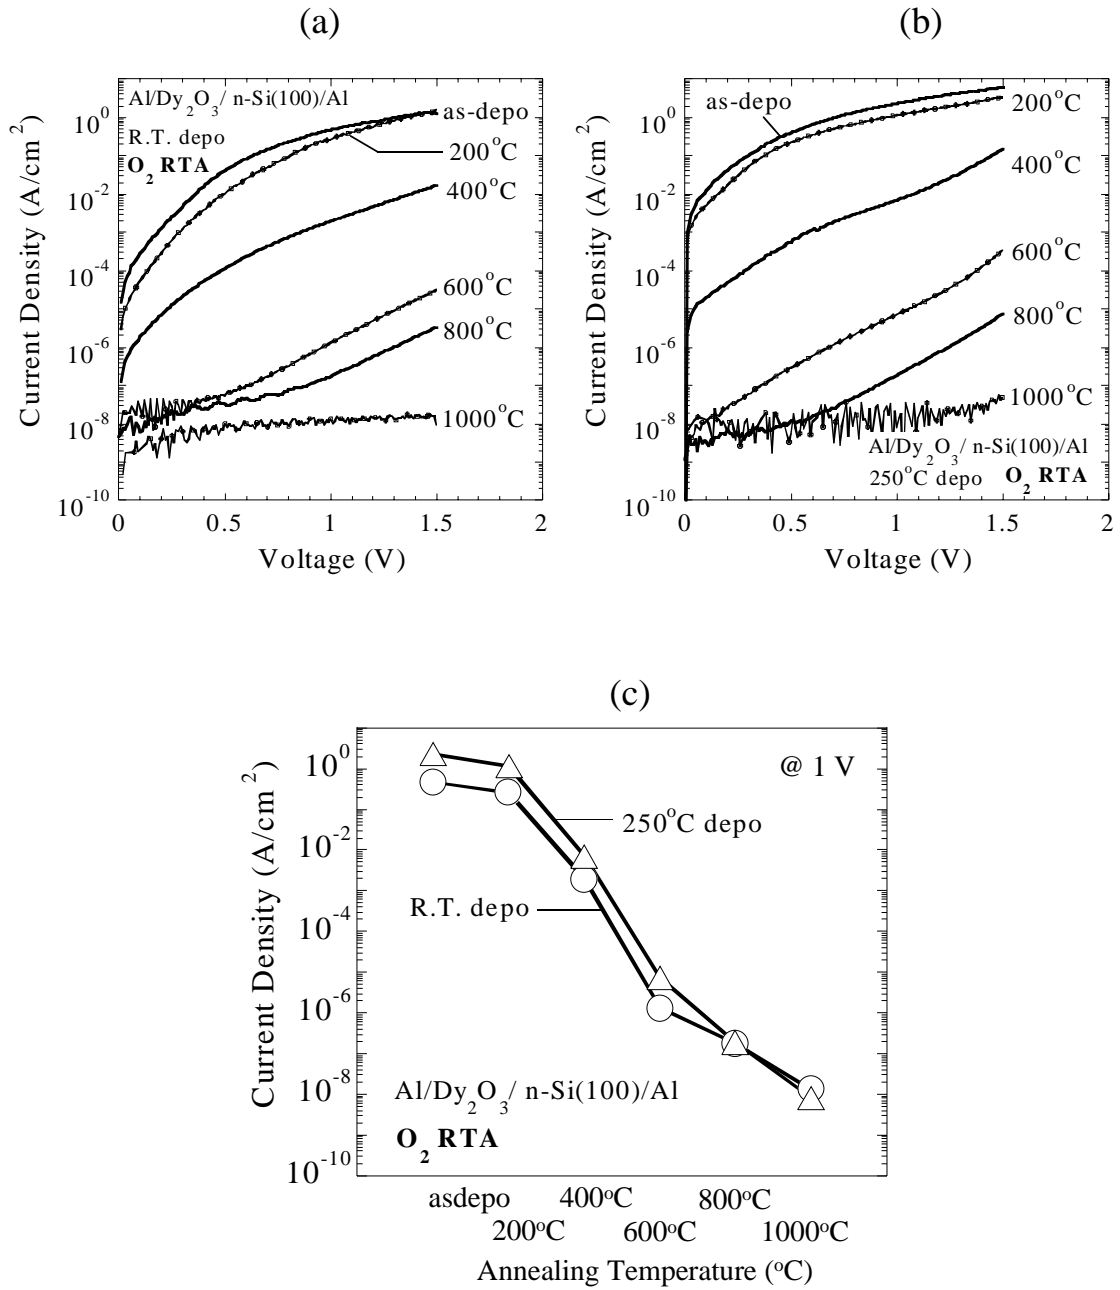 (a)
Al/Dy₂O₃/ n-Si(100)/Al
R.T. depo
O₂ RTA
as-depo
200°C
400°C
600°C
800°C
1000°C
10⁰
10⁻²
10⁻⁴
10⁻⁶
10⁻⁸
10⁻¹⁰
0
0.5
1
1.5
2
Current Density (A/cm²)
Voltage (V)
(b)
as-depo
200°C
400°C
600°C
800°C
1000°C
Al/Dy₂O₃/ n-Si(100)/Al
250°C depo O₂ RTA
10⁰
10⁻²
10⁻⁴
10⁻⁶
10⁻⁸
10⁻¹⁰
0
0.5
1
1.5
2
Current Density (A/cm²)
Voltage (V)
(c)
@ 1 V
250°C depo
R.T. depo
Al/Dy₂O₃/ n-Si(100)/Al
O₂ RTA
10⁰
10⁻²
10⁻⁴
10⁻⁶
10⁻⁸
10⁻¹⁰
Current Density (A/cm²)
asdepo
200°C
400°C
600°C
800°C
1000°C
Annealing Temperature (°C)